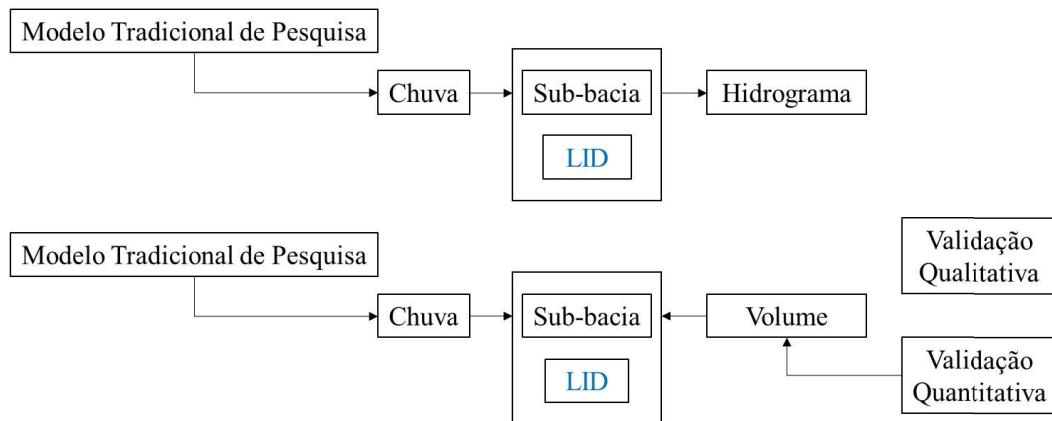 Modelo Tradicional de Pesquisa
Chuva
Sub-bacia
Hidrograma
LID
Modelo Tradicional de Pesquisa
Validação
Qualitativa
Chuva
Sub-bacia
Volume
LID
Validação
Quantitativa